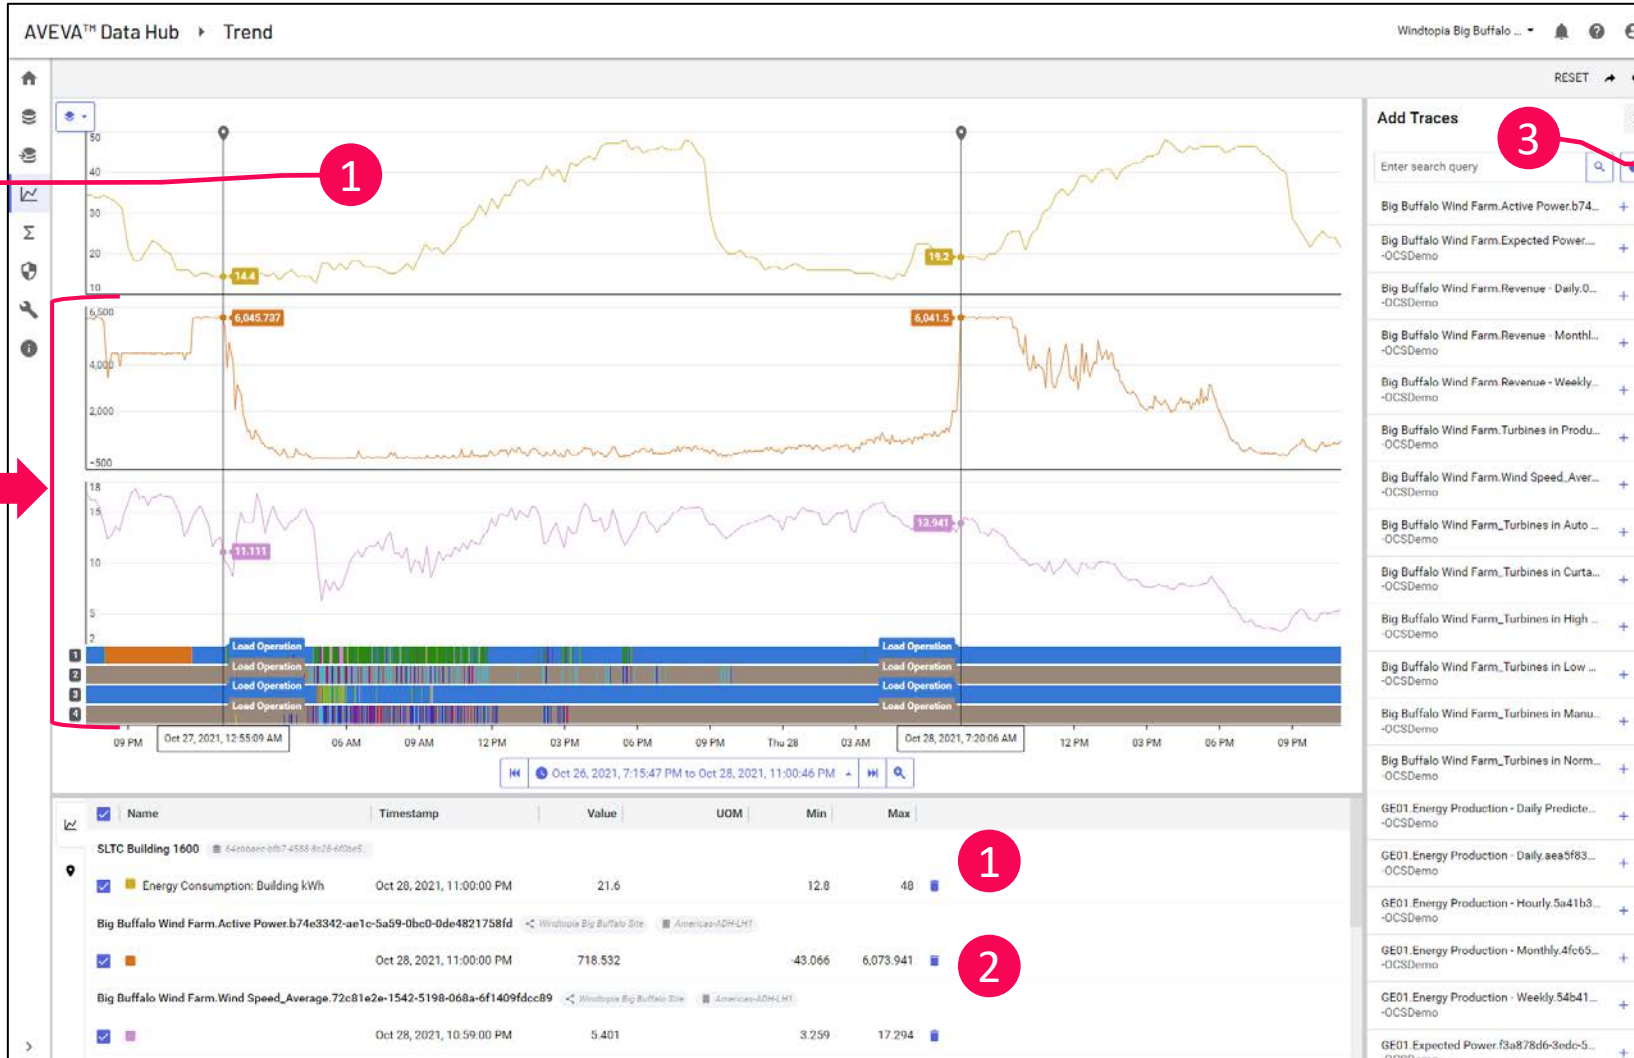 AVEVA™ Data Hub ▸ Trend
Windtopia Big Buffalo ...
RESET
1
50
40
30
20
10
14.4
19.2
6,500
4,000
2,000
-500
6,045.737
6,041.5
18
15
10
5
2
11.111
13.941
1
Load Operation
Load Operation
2
Load Operation
Load Operation
3
Load Operation
Load Operation
4
Load Operation
Load Operation
09 PM
Oct 27, 2021, 12:55:09 AM
06 AM
09 AM
12 PM
03 PM
06 PM
09 PM
Thu 28
03 AM
Oct 28, 2021, 7:20:06 AM
12 PM
03 PM
06 PM
09 PM
Oct 26, 2021, 7:15:47 PM to Oct 28, 2021, 11:00:46 PM
Name Timestamp Value UOM Min Max
SLTC Building 1600
Energy Consumption: Building kWh Oct 28, 2021, 11:00:00 PM 21.6 12.8 48
1
Big Buffalo Wind Farm.Active Power.b74e3342-ae1c-5a59-0bc0-0de4821758fd Windtopia Big Buffalo Site Americas-ADH-LH1
Oct 28, 2021, 11:00:00 PM 718.532 -43.066 6,073.941
2
Big Buffalo Wind Farm.Wind Speed_Average.72c81e2e-1542-5198-068a-6f1409fdcc89 Windtopia Big Buffalo Site Americas-ADH-LH1
Oct 28, 2021, 10:59:00 PM 5.401 3.259 17.294
Add Traces
3
Enter search query
Big Buffalo Wind Farm.Active Power.b74...
Big Buffalo Wind Farm.Expected Power....
-OCSDemo
Big Buffalo Wind Farm.Revenue - Daily.0...
-OCSDemo
Big Buffalo Wind Farm.Revenue - Monthl...
-OCSDemo
Big Buffalo Wind Farm.Revenue - Weekly...
-OCSDemo
Big Buffalo Wind Farm.Turbines in Produ...
-OCSDemo
Big Buffalo Wind Farm.Wind Speed_Aver...
-OCSDemo
Big Buffalo Wind Farm_Turbines in Auto ...
-OCSDemo
Big Buffalo Wind Farm_Turbines in Curta...
-OCSDemo
Big Buffalo Wind Farm_Turbines in High ...
-OCSDemo
Big Buffalo Wind Farm_Turbines in Low ...
-OCSDemo
Big Buffalo Wind Farm_Turbines in Manu...
-OCSDemo
Big Buffalo Wind Farm_Turbines in Norm...
-OCSDemo
GE01.Energy Production - Daily Predicte...
-OCSDemo
GE01.Energy Production - Daily.aea5f83...
-OCSDemo
GE01.Energy Production - Hourly.5a41b3...
-OCSDemo
GE01.Energy Production - Monthly.4fc65...
-OCSDemo
GE01.Energy Production - Weekly.54b41...
-OCSDemo
GE01.Expected Power.f3a878d6-3edc-5...